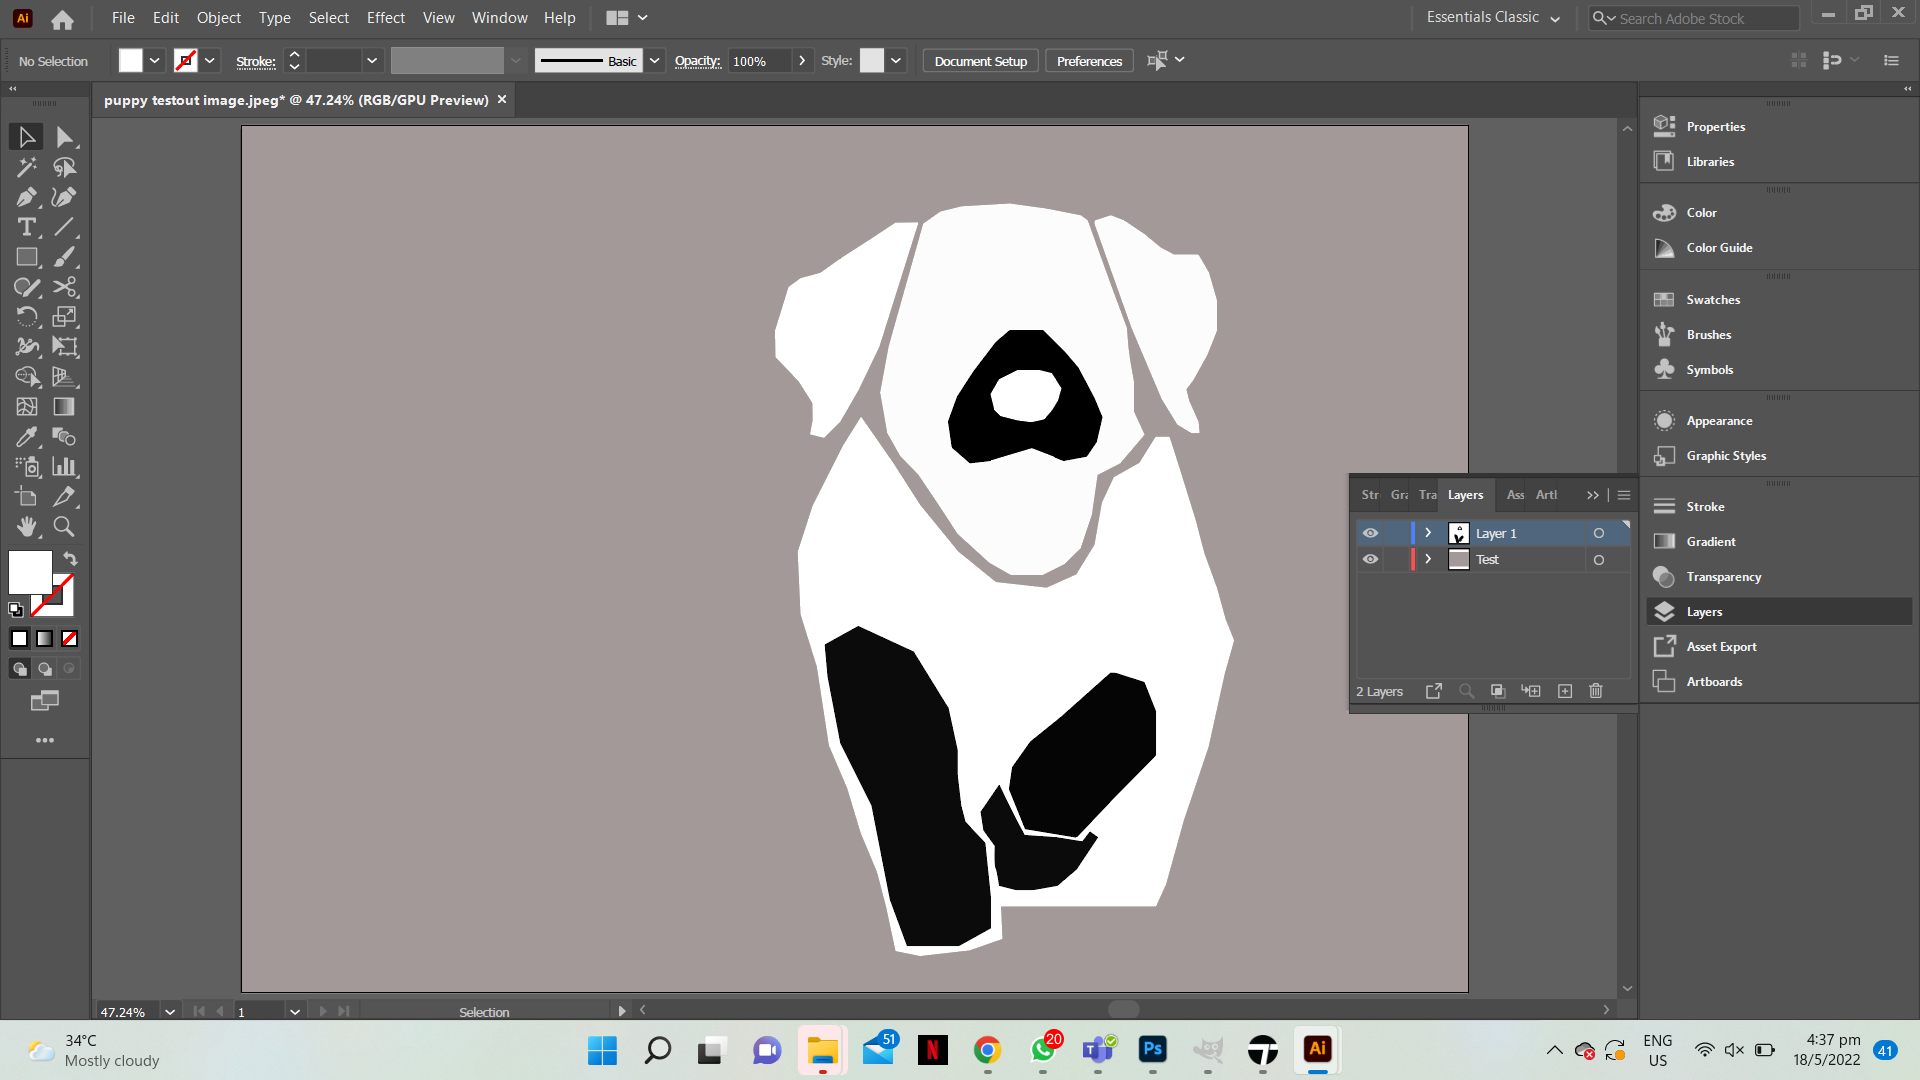 Ai File Edit Object Type Select Effect View Window Help Essentials Classic Search Adobe Stock
No Selection Stroke: Basic Opacity: 100% Style: Document Setup Preferences
puppy testout image.jpeg* @ 47.24% (RGB/GPU Preview)
Properties
Libraries
Color
Color Guide
Swatches
Brushes
Symbols
Appearance
Graphic Styles
Stroke
Gradient
Transparency
Layers
Asset Export
Artboards
Str Gra Tra Layers Ass Artl
Layer 1
Test
2 Layers
47.24% 1 Selection
34°C
Mostly cloudy
51
N
20
Ps
Ai
ENG
US
4:37 pm
18/5/2022
41